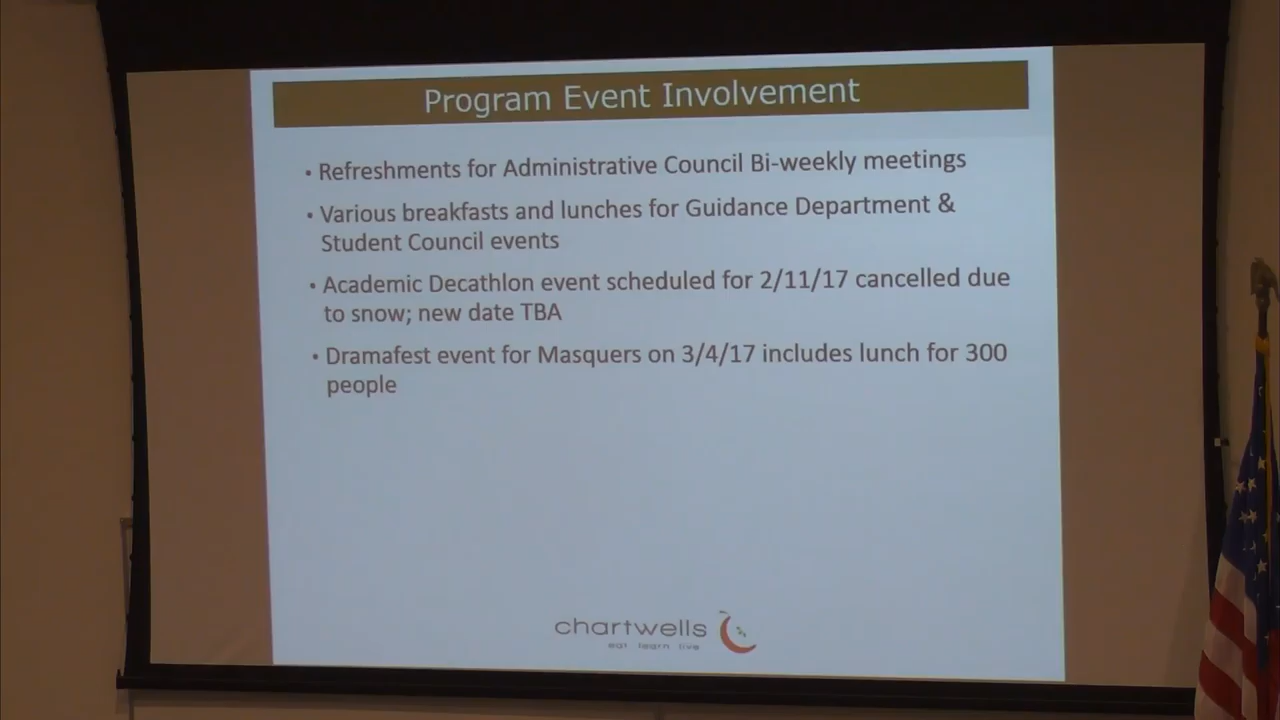 Program Event Involvement
• Refreshments for Administrative Council Bi-weekly meetings
• Various breakfasts and lunches for Guidance Department &
Student Council events
• Academic Decathlon event scheduled for 2/11/17 cancelled due
to snow; new date TBA
• Dramafest event for Masquers on 3/4/17 includes lunch for 300
people
chartwells
eat learn live